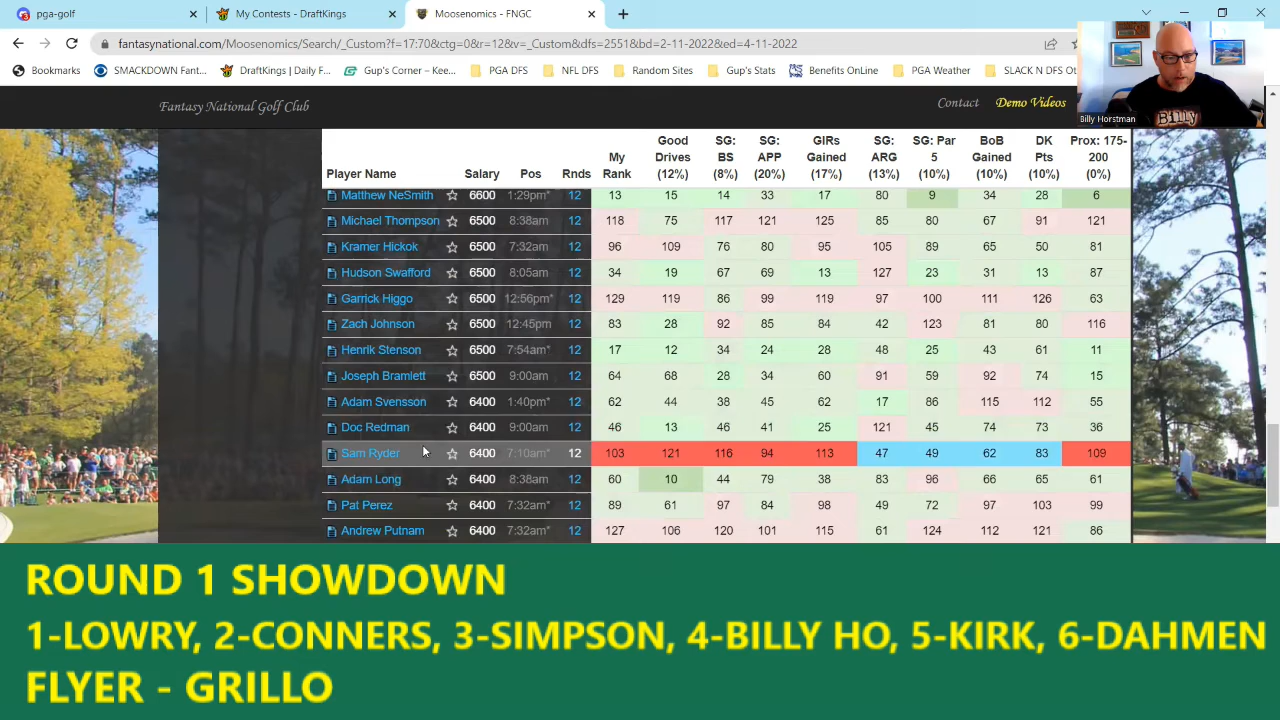 pga-golf
My Contests - DraftKings
Moosenomics - FNGC
fantasynational.com/Moosenomics/Search/_Custom?f=11070&tg=0&r=12&y=_Custom&dfs=2551&bd=2-11-2022&ed=4-11-2022
Bookmarks SMACKDOWN Fant... DraftKings | Daily F... Gup's Corner – Knö... PGA Tour NFL DFS Random Sites Gup's Stats Benefits OnLine PGA Weather SLACK N DFS Ot
Billy
Billy Horstman
Fantasy National Golf Club Contact Demo Videos
Player Name Salary Pos Rnds My Rank Good Drives (12%) SG: BS (8%) SG: APP (20%) GIRs Gained (17%) SG: ARG (13%) SG: Par 5 (10%) BoB Gained (10%) DK Pts (10%) Prox: 175-200 (0%)
Matthew NeSmith 6600 1:29pm* 12 13 15 14 33 17 80 9 34 28 6
Michael Thompson 6500 8:38am 12 118 75 117 121 125 85 80 67 91 121
Kramer Hickok 6500 7:32am 12 96 109 76 80 95 105 89 65 50 81
Hudson Swafford 6500 8:05am 12 34 19 67 69 13 127 23 31 13 87
Garrick Higgo 6500 12:56pm* 12 129 119 86 99 119 97 100 111 126 63
Zach Johnson 6500 12:45pm 12 83 28 92 85 84 42 123 81 80 116
Henrik Stenson 6500 7:54am* 12 17 12 34 24 28 48 25 43 61 11
Joseph Bramlett 6500 9:00am 12 64 68 28 34 60 91 59 92 74 15
Adam Svensson 6400 1:40pm* 12 62 44 38 45 62 17 86 115 112 55
Doc Redman 6400 9:00am 12 46 13 46 41 25 121 45 74 73 36
Sam Ryder 6400 7:10am* 12 103 121 116 94 113 47 49 62 83 109
Adam Long 6400 8:38am 12 60 10 44 79 38 83 96 66 65 61
Pat Perez 6400 7:32am* 12 89 61 97 84 98 39 72 97 103 99
Andrew Putnam 6400 7:32am* 12 127 106 120 101 115 61 124 112 121 86
ROUND 1 SHOWDOWN
1-LOWRY, 2-CONNERS, 3-SIMPSON, 4-BILLY HO, 5-KIRK, 6-DAHMEN
FLYER - GRILLO